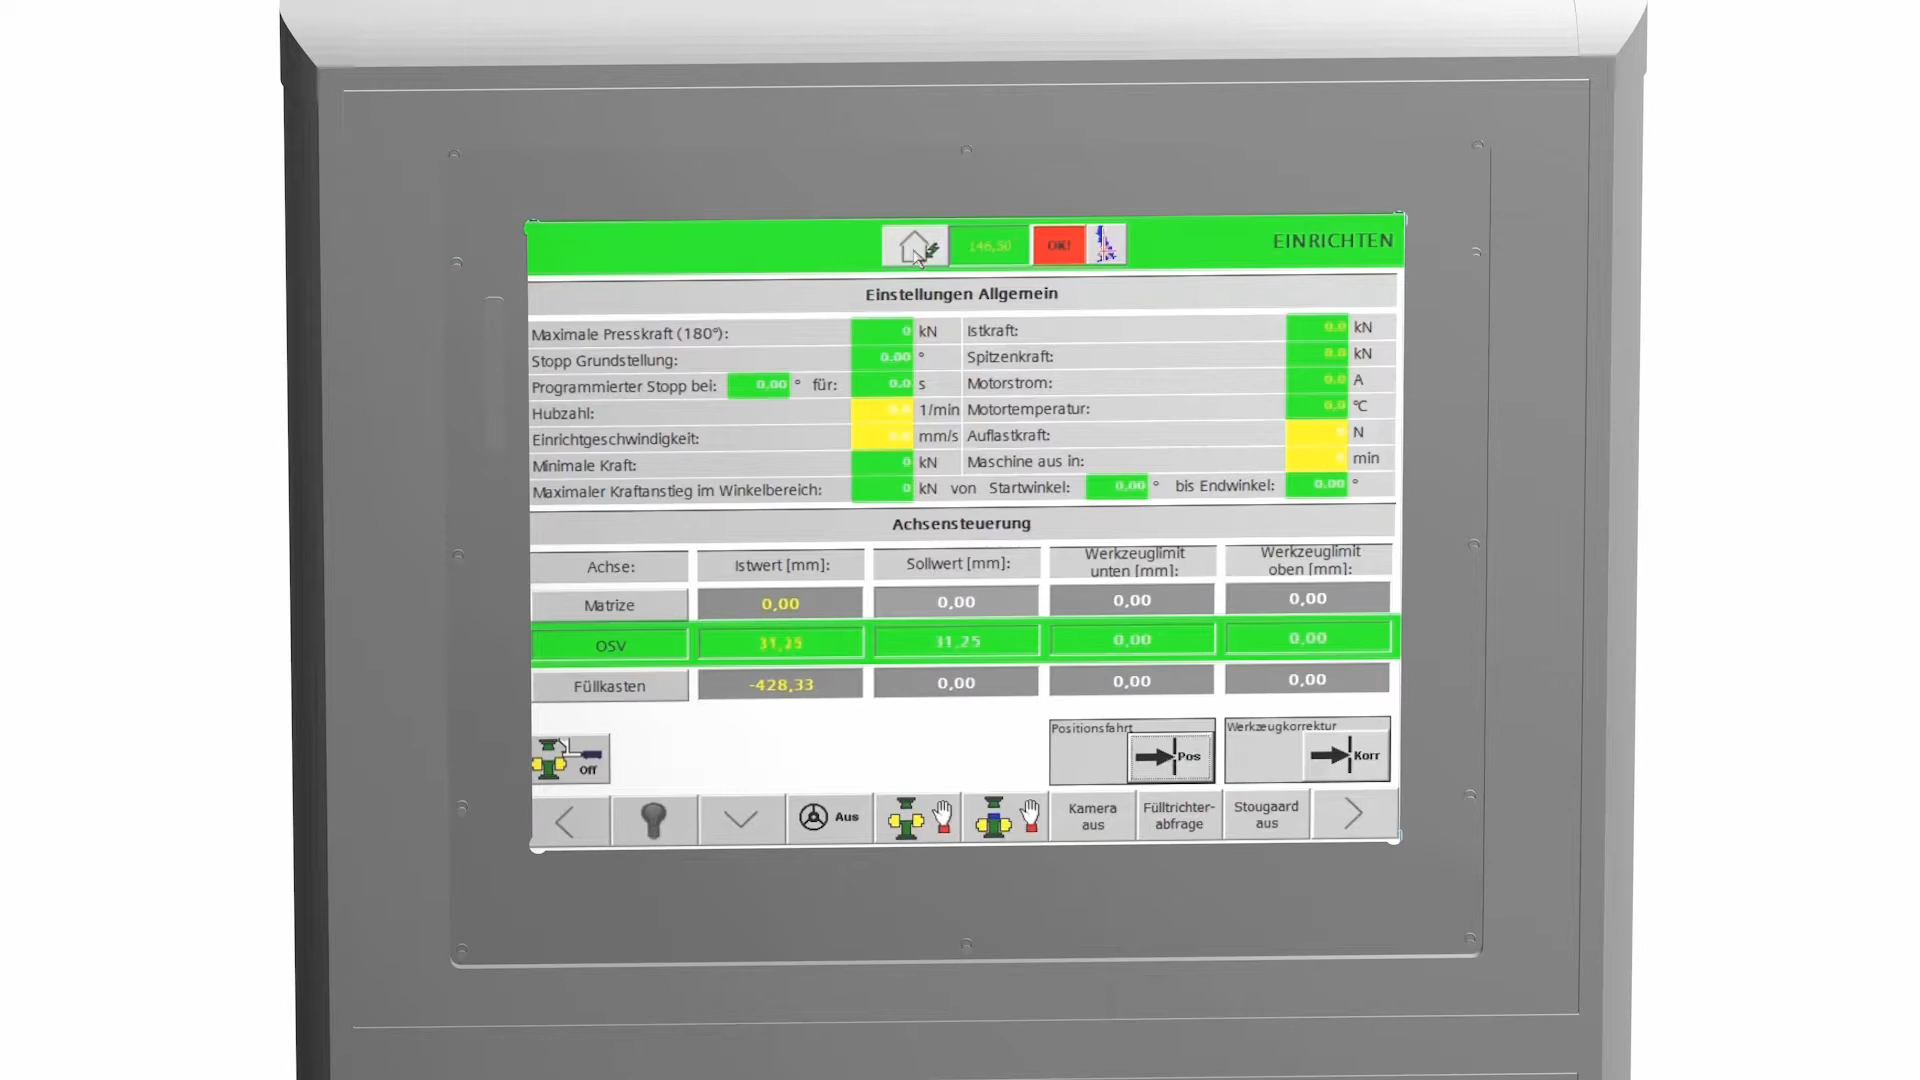 146,50 OK! EINRICHTEN
Einstellungen Allgemein
Maximale Presskraft (180°): 0 kN Istkraft: 0.0 kN
Stopp Grundstellung: 0.00 ° Spitzenkraft: 0.0 kN
Programmierter Stopp bei: 0,00 ° für: 0.0 s Motorstrom: 0.0 A
Hubzahl: 1/min Motortemperatur: 0,0 °C
Einrichtgeschwindigkeit: mm/s Auflastkraft: N
Minimale Kraft: 0 kN Maschine aus in: min
Maximaler Kraftanstieg im Winkelbereich: 0 kN von Startwinkel: 0.00 ° bis Endwinkel: 0.00 °
Achsensteuerung
Achse: Istwert [mm]: Sollwert [mm]: Werkzeuglimit unten [mm]: Werkzeuglimit oben [mm]:
Matrize 0,00 0,00 0,00 0,00
OSV 31,25 31,25 0,00 0,00
Füllkasten -428,33 0,00 0,00 0,00
Positionsfahrt Werkzeugkorrektur
Off Pos Korr
Aus Kamera aus Fülltrichter-abfrage Stougaard aus